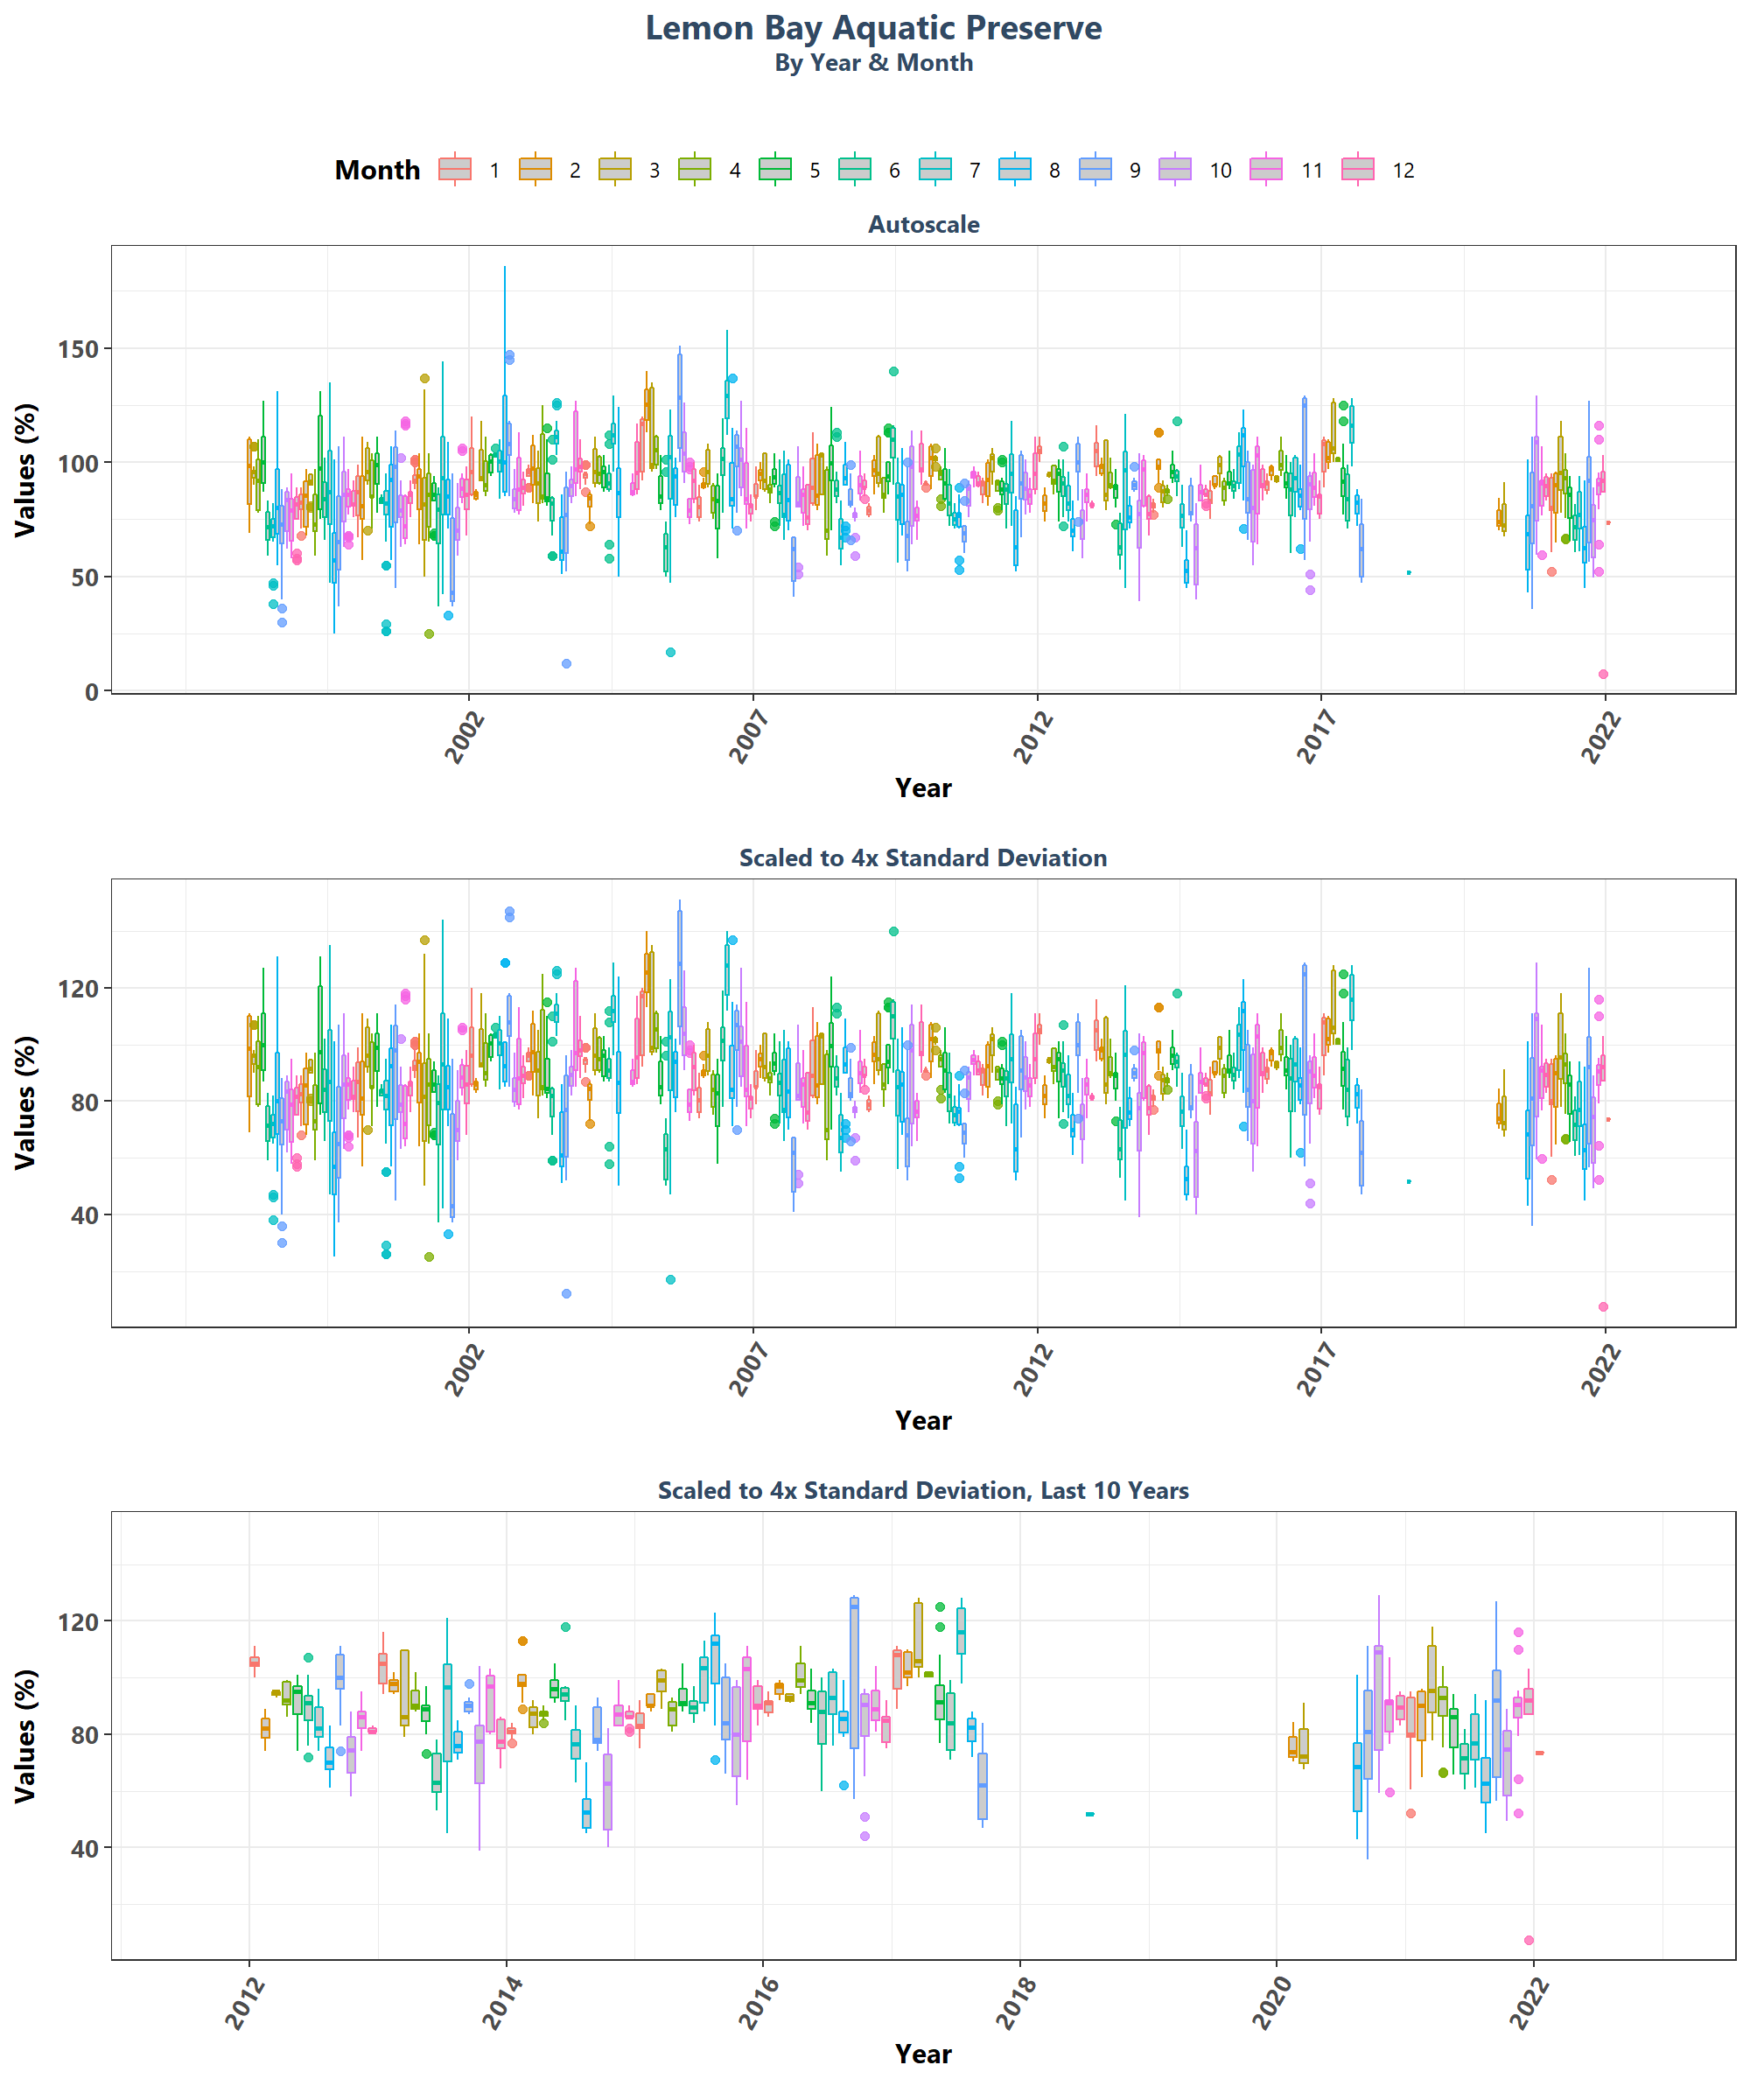 Lemon Bay Aquatic Preserve
By Year & Month
Month 1 2 3 4 5 6 7 8 9 10 11 12
Autoscale
Values (%)
150
100
50
0
2002 2007 2012 2017 2022
Year
Scaled to 4x Standard Deviation
Values (%)
120
80
40
2002 2007 2012 2017 2022
Year
Scaled to 4x Standard Deviation, Last 10 Years
Values (%)
120
80
40
2012 2014 2016 2018 2020 2022
Year